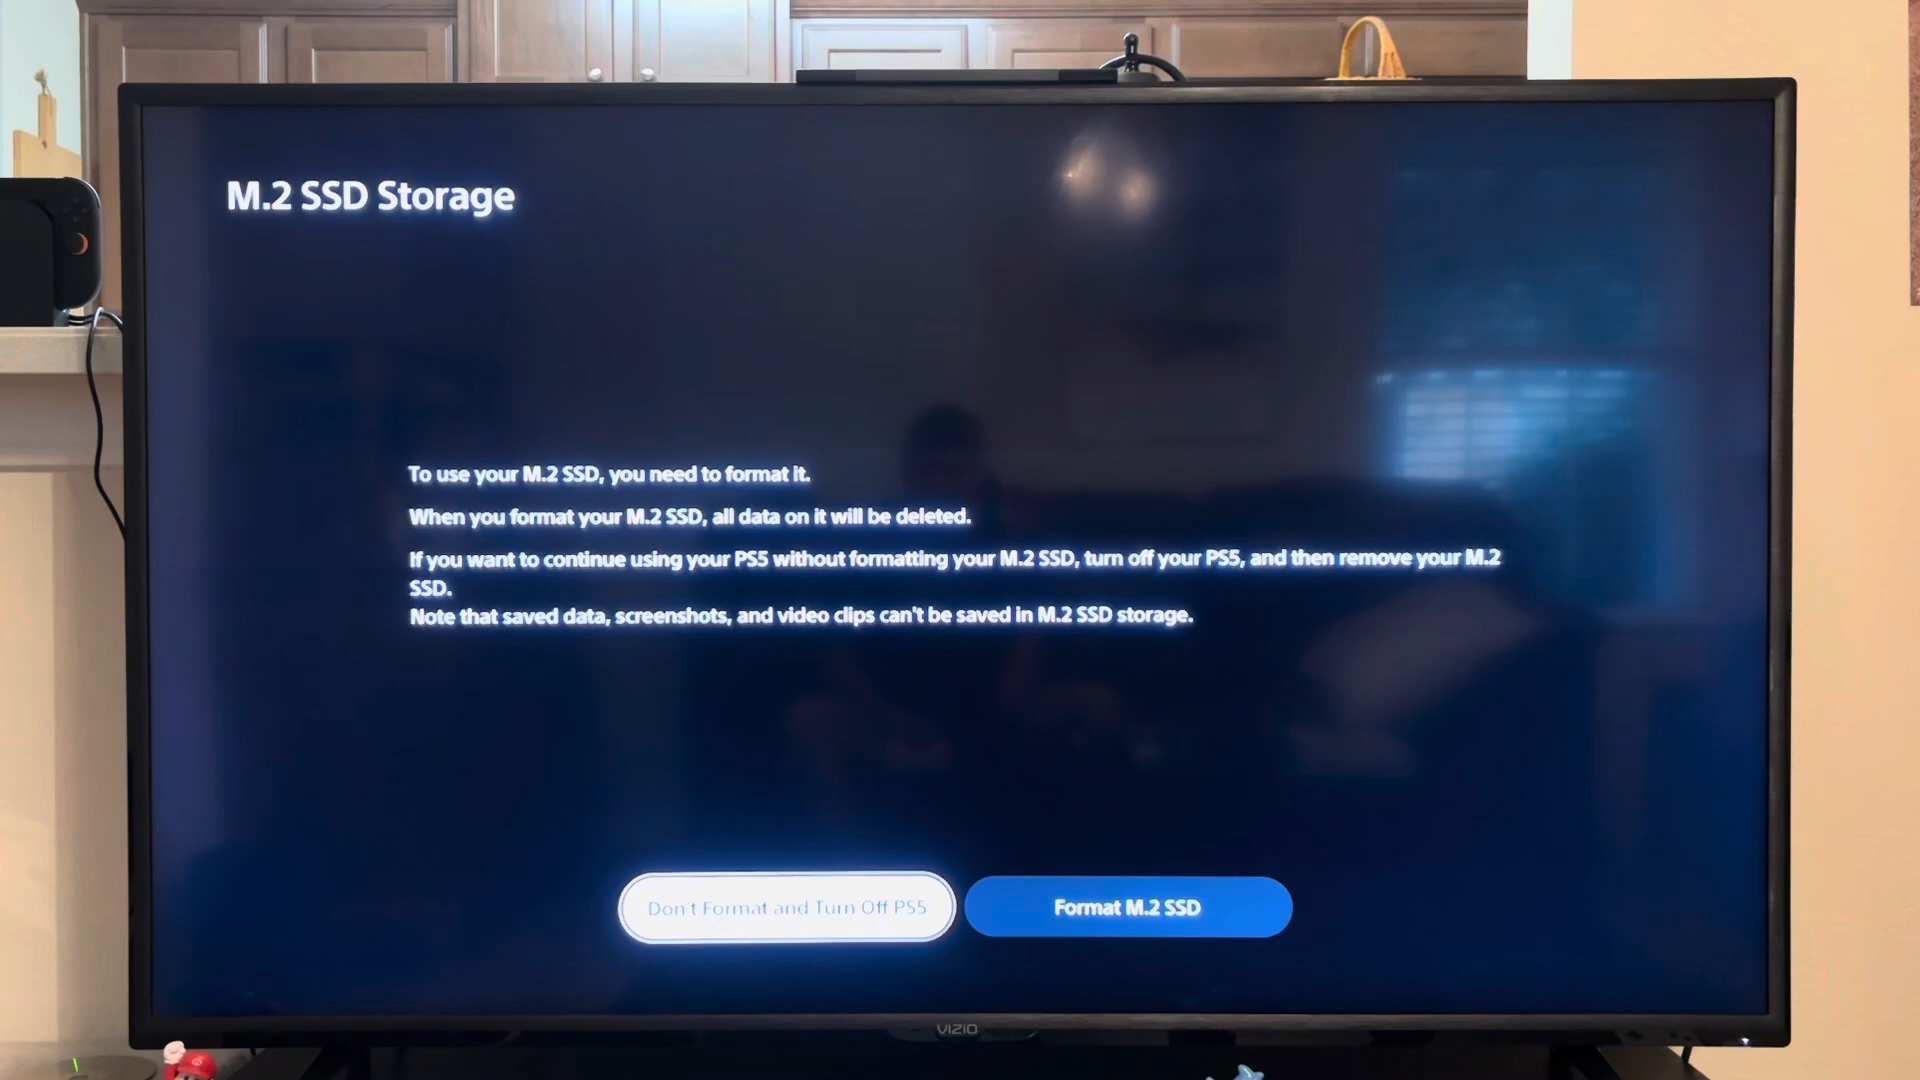 M.2 SSD Storage
To use your M.2 SSD, you need to format it.
When you format your M.2 SSD, all data on it will be deleted.
If you want to continue using your PS5 without formatting your M.2 SSD, turn off your PS5, and then remove your M.2
SSD.
Note that saved data, screenshots, and video clips can't be saved in M.2 SSD storage.
Don't Format and Turn Off PS5
Format M.2 SSD
VIZIO